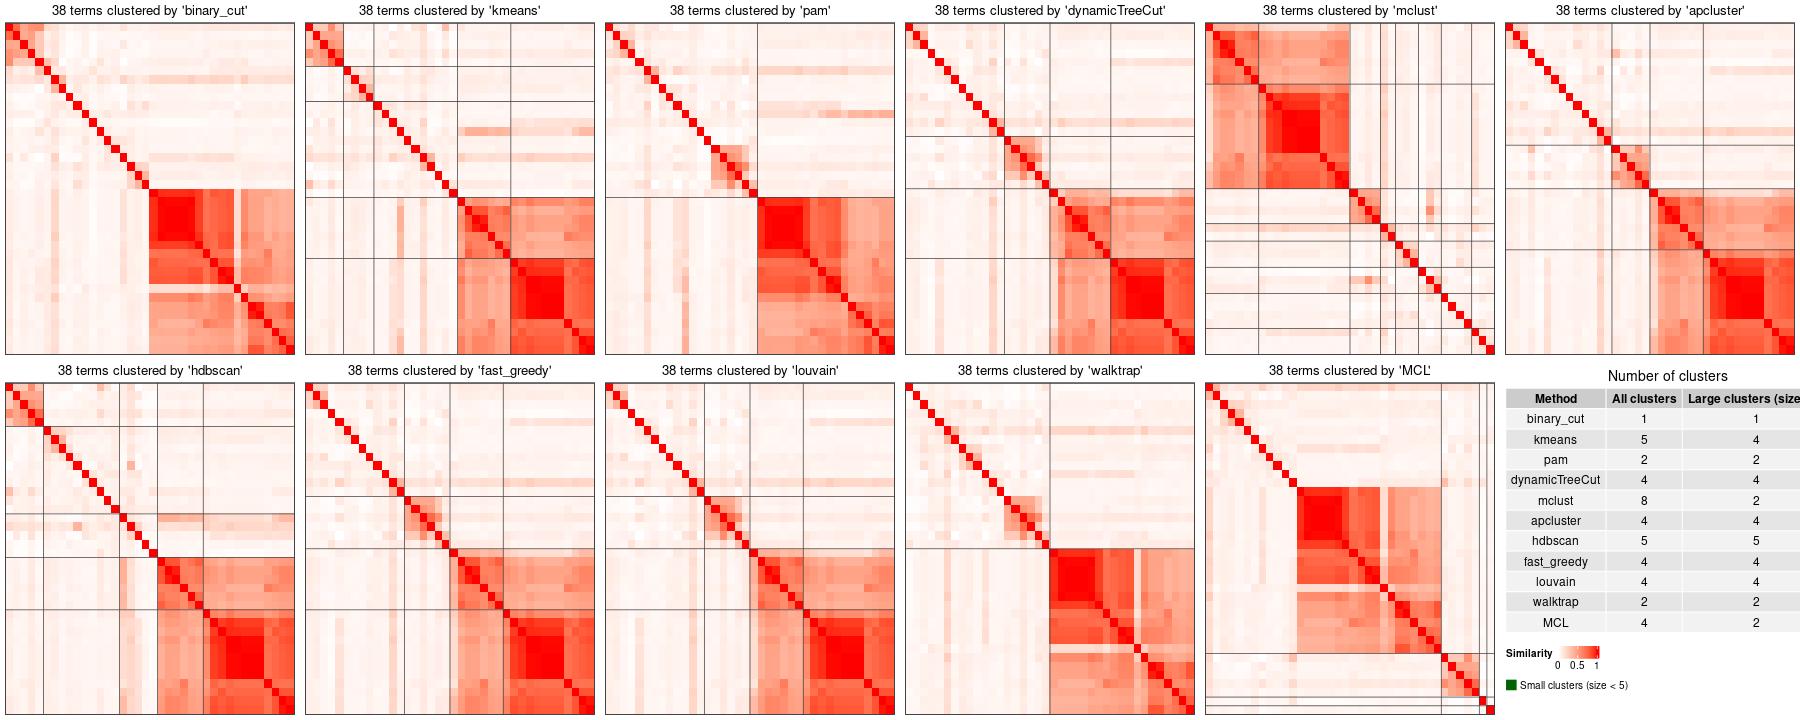 38 terms clustered by 'binary_cut'
38 terms clustered by 'kmeans'
38 terms clustered by 'pam'
38 terms clustered by 'dynamicTreeCut'
38 terms clustered by 'mclust'
38 terms clustered by 'apcluster'
38 terms clustered by 'hdbscan'
38 terms clustered by 'fast_greedy'
38 terms clustered by 'louvain'
38 terms clustered by 'walktrap'
38 terms clustered by 'MCL'
Number of clusters
Method All clusters Large clusters (size
binary_cut 1 1
kmeans 5 4
pam 2 2
dynamicTreeCut 4 4
mclust 8 2
apcluster 4 4
hdbscan 5 5
fast_greedy 4 4
louvain 4 4
walktrap 2 2
MCL 4 2
Similarity
0 0.5 1
Small clusters (size < 5)